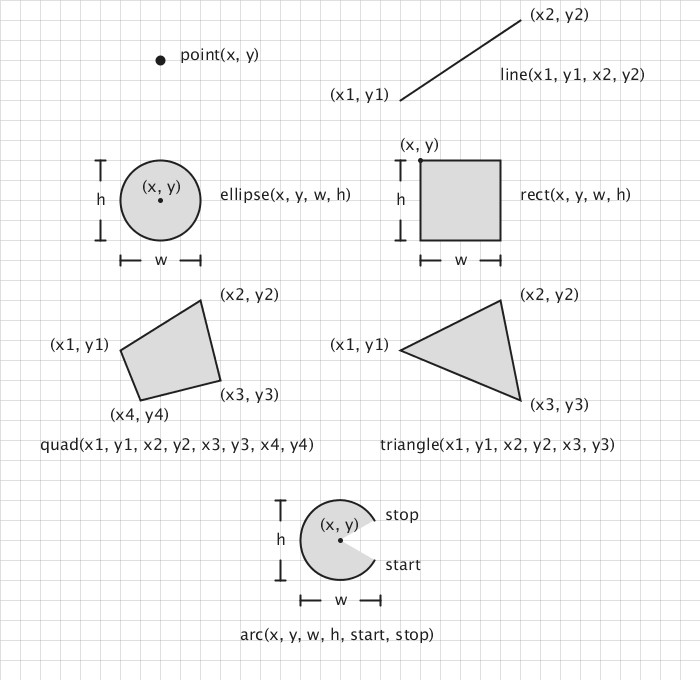 point(x, y)
(x2, y2)
line(x1, y1, x2, y2)
(x1, y1)
(x, y)
h
ellipse(x, y, w, h)
w
(x, y)
h
rect(x, y, w, h)
w
(x2, y2)
(x1, y1)
(x3, y3)
(x4, y4)
quad(x1, y1, x2, y2, x3, y3, x4, y4)
(x2, y2)
(x1, y1)
(x3, y3)
triangle(x1, y1, x2, y2, x3, y3)
stop
(x, y)
h
start
w
arc(x, y, w, h, start, stop)